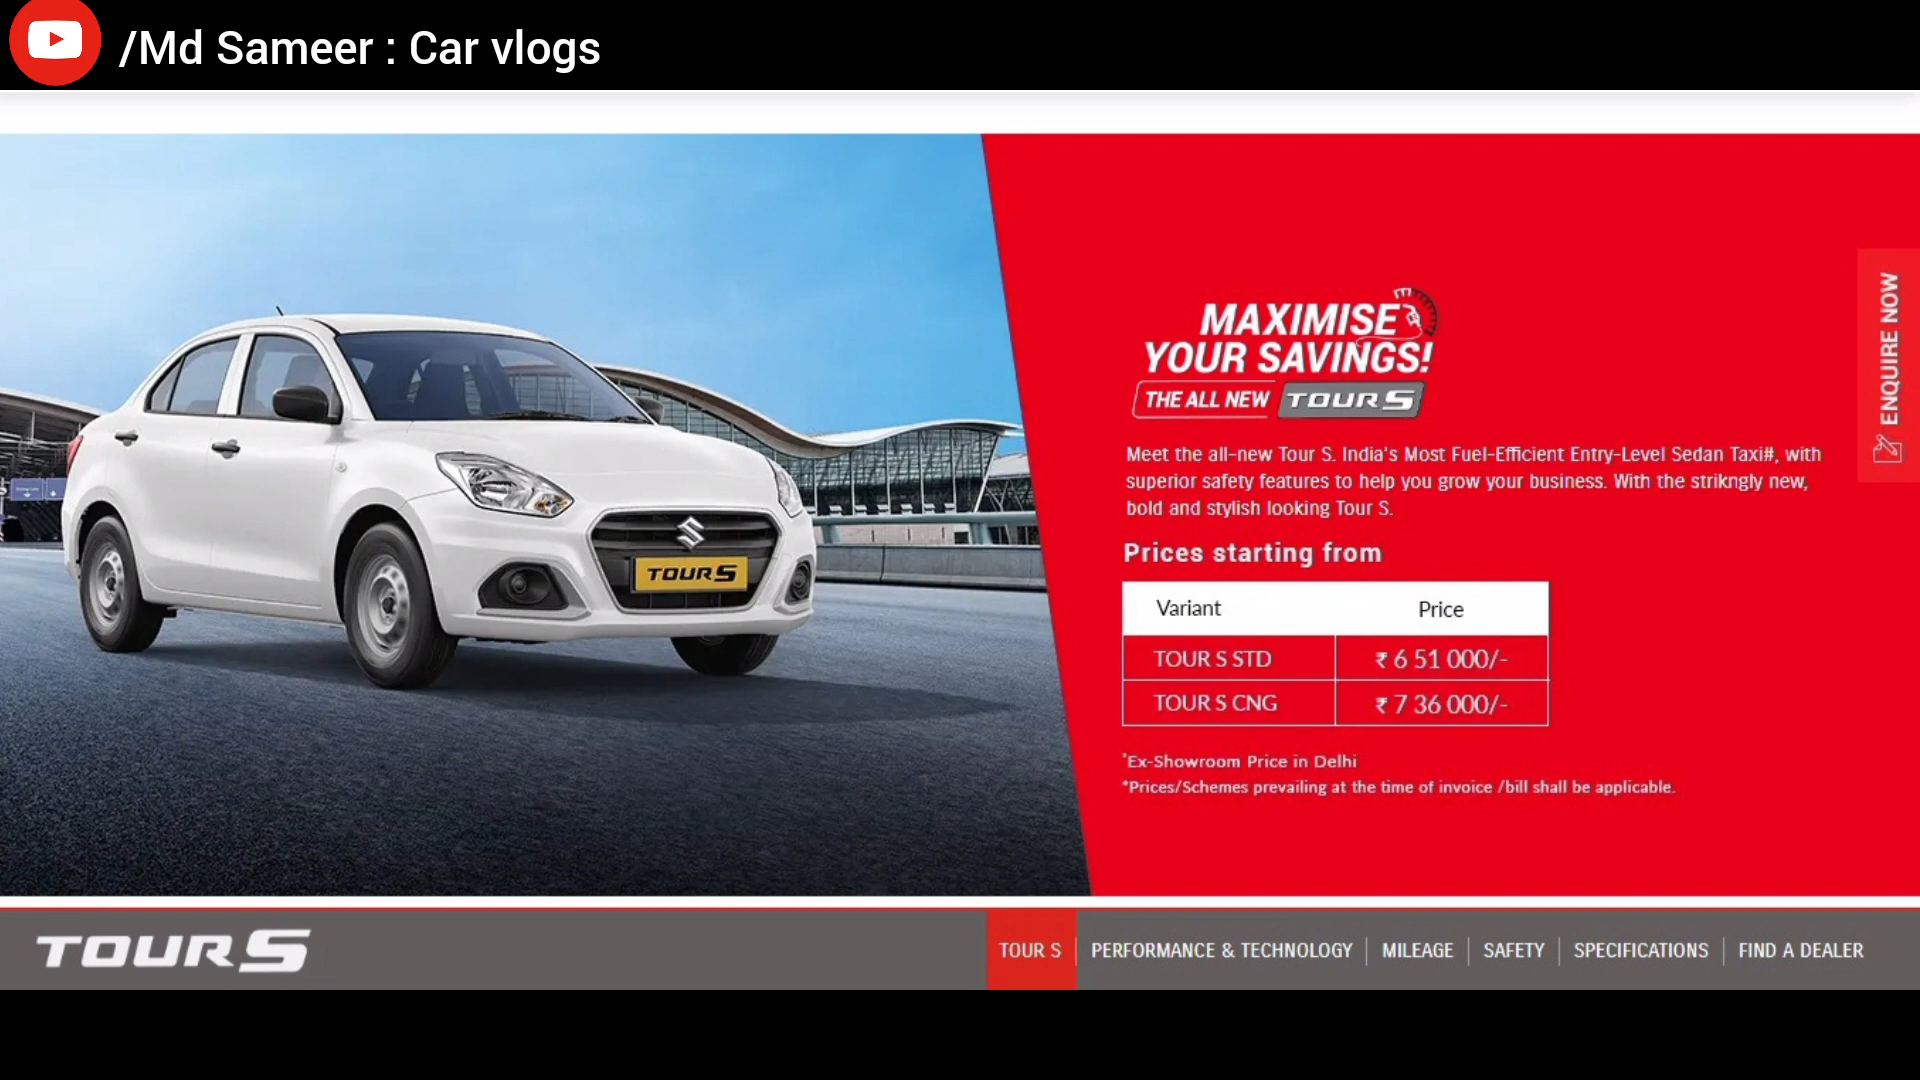 /Md Sameer : Car vlogs
MAXIMISE
YOUR SAVINGS!
THE ALL NEW TOUR S
Meet the all-new Tour S. India's Most Fuel-Efficient Entry-Level Sedan Taxi#, with
superior safety features to help you grow your business. With the strikngly new,
bold and stylish looking Tour S.
Prices starting from
Variant Price
TOUR S STD ₹ 6 51 000/-
TOUR S CNG ₹ 7 36 000/-
*Ex-Showroom Price in Delhi
*Prices/Schemes prevailing at the time of invoice /bill shall be applicable.
ENQUIRE NOW
TOUR S
TOUR S
TOUR S PERFORMANCE & TECHNOLOGY MILEAGE SAFETY SPECIFICATIONS FIND A DEALER